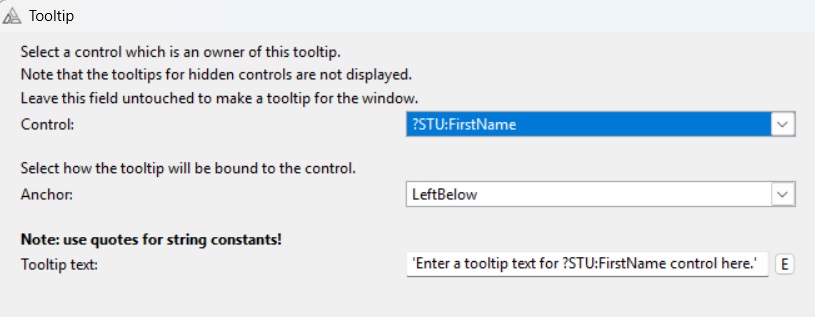 Tooltip
Select a control which is an owner of this tooltip.
Note that the tooltips for hidden controls are not displayed.
Leave this field untouched to make a tooltip for the window.
Control: ?STU:FirstName
Select how the tooltip will be bound to the control.
Anchor: LeftBelow
Note: use quotes for string constants!
Tooltip text: 'Enter a tooltip text for ?STU:FirstName control here.' E